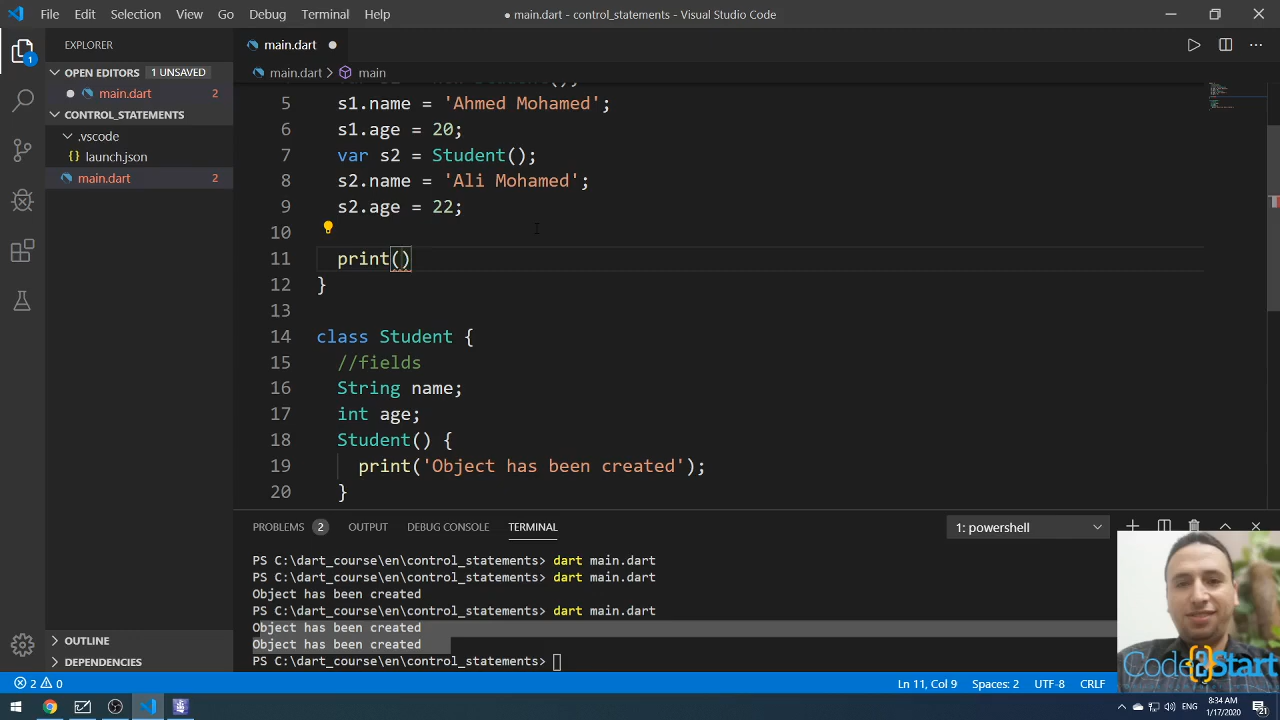 File Edit Selection View Go Debug Terminal Help
● main.dart - control_statements - Visual Studio Code
EXPLORER
OPEN EDITORS 1 UNSAVED
main.dart 2
CONTROL_STATEMENTS
.vscode
{} launch.json
main.dart 2
OUTLINE
DEPENDENCIES
1
main.dart
main.dart > main
5 s1.name = 'Ahmed Mohamed';
6 s1.age = 20;
7 var s2 = Student();
8 s2.name = 'Ali Mohamed';
9 s2.age = 22;
10
11 print()
12 }
13
14 class Student {
15 //fields
16 String name;
17 int age;
18 Student() {
19 print('Object has been created');
20 }
PROBLEMS 2 OUTPUT DEBUG CONSOLE TERMINAL
1: powershell
PS C:\dart_course\en\control_statements> dart main.dart
PS C:\dart_course\en\control_statements> dart main.dart
Object has been created
PS C:\dart_course\en\control_statements> dart main.dart
Object has been created
Object has been created
PS C:\dart_course\en\control_statements>
Code{}Start
2 0
Ln 11, Col 9 Spaces: 2 UTF-8 CRLF
ENG
8:34 AM
1/17/2020
21